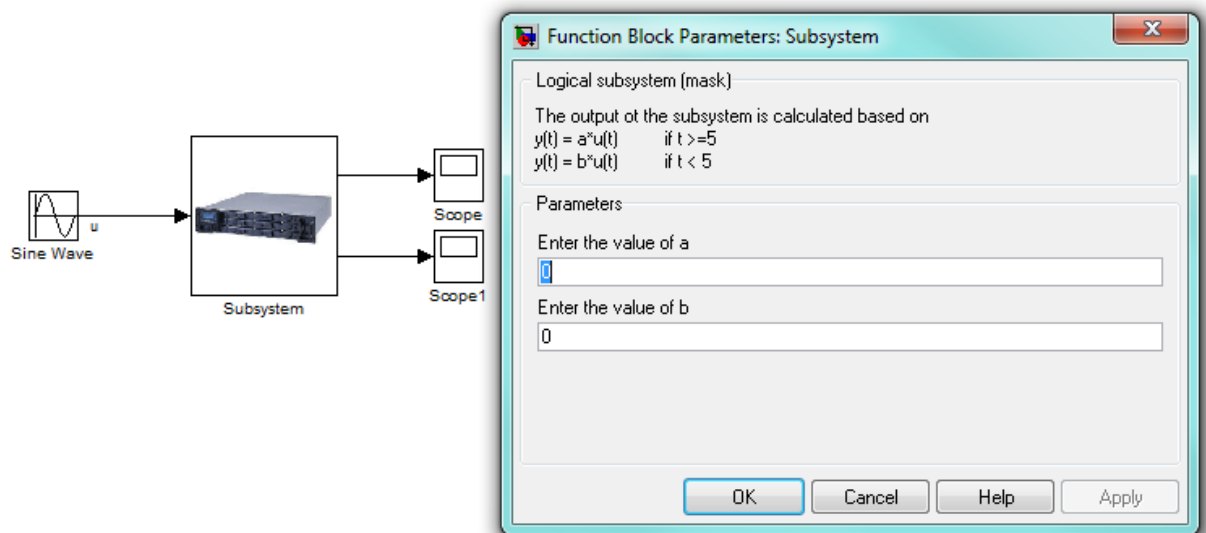 u
Sine Wave
Subsystem
Scope
Scope1
Function Block Parameters: Subsystem
Logical subsystem (mask)
The output ot the subsystem is calculated based on
y(t) = a*u(t) if t >=5
y(t) = b*u(t) if t < 5
Parameters
Enter the value of a
0
Enter the value of b
0
OK Cancel Help Apply